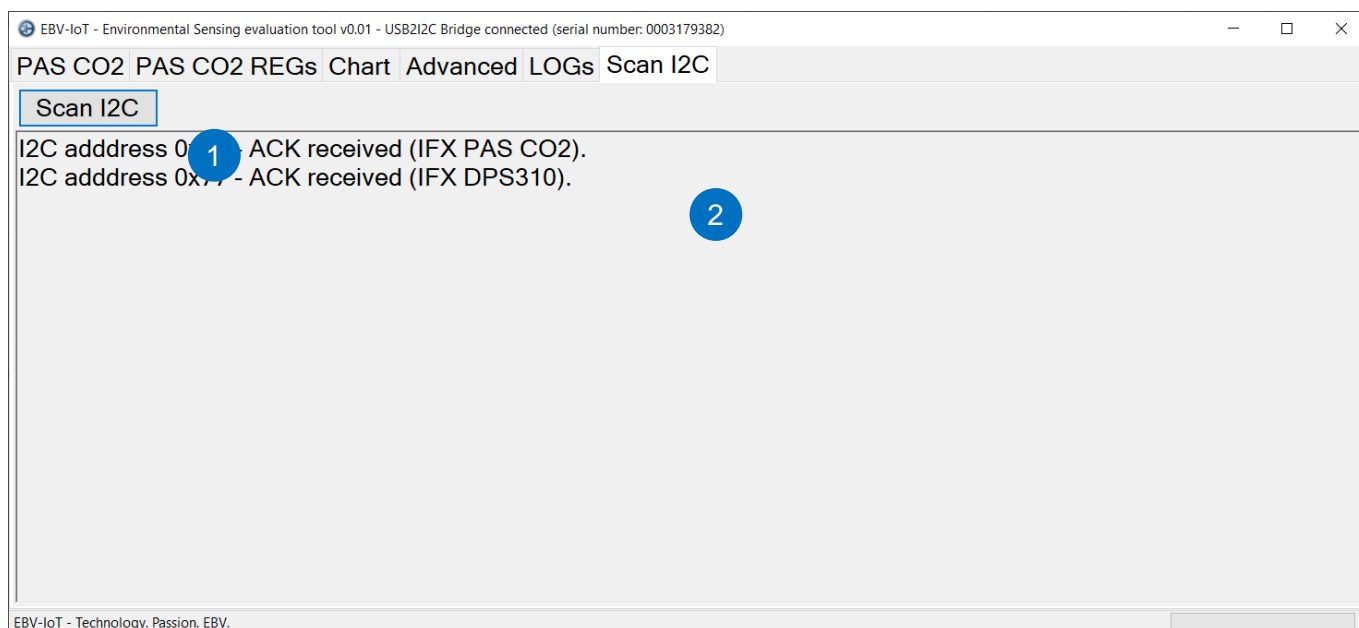 EBV-IoT - Environmental Sensing evaluation tool v0.01 - USB2I2C Bridge connected (serial number: 0003179382)
PAS CO2 PAS CO2 REGs Chart Advanced LOGs Scan I2C
Scan I2C
I2C adddress - ACK received (IFX PAS CO2).
1
I2C adddress 0x77 - ACK received (IFX DPS310).
2
EBV-IoT - Technology. Passion. EBV.